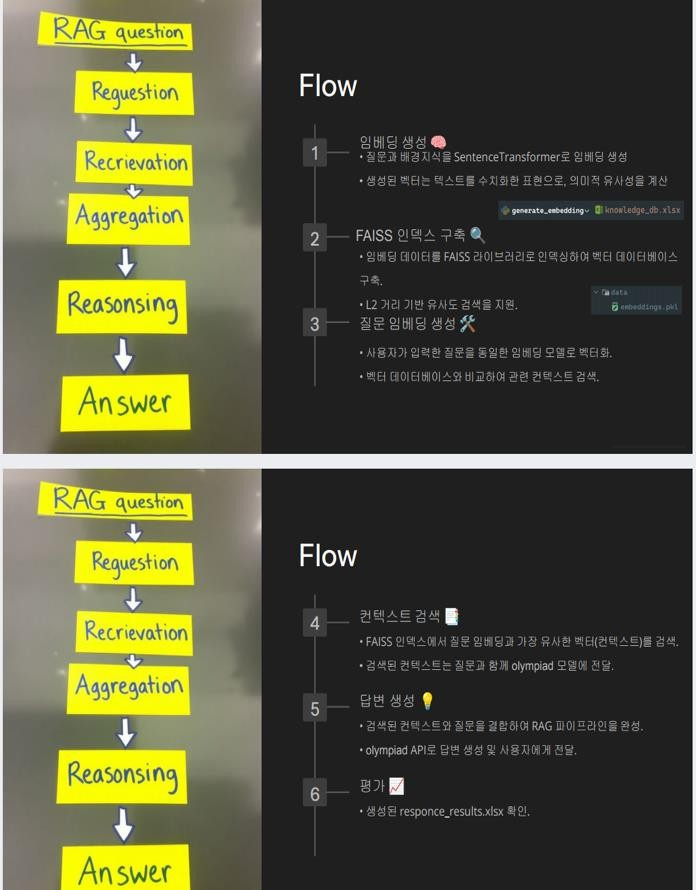 RAG question
Reguestion
Recrievation
Aggregation
Reasonsing
Answer
Flow
1
임베딩 생성 🧠
• 질문과 배경지식을 SentenceTransformer로 임베딩 생성
• 생성된 벡터는 텍스트를 수치화한 표현으로, 의미적 유사성을 계산
generate_embedding
knowledge_db.xlsx
2
FAISS 인덱스 구축 🔍
• 임베딩 데이터를 FAISS 라이브러리로 인덱싱하여 벡터 데이터베이스
구축.
• L2 거리 기반 유사도 검색을 지원.
data
embeddings.pkl
3
질문 임베딩 생성 🛠
• 사용자가 입력한 질문을 동일한 임베딩 모델로 벡터화.
• 벡터 데이터베이스와 비교하여 관련 컨텍스트 검색.
RAG question
Reguestion
Recrievation
Aggregation
Reasonsing
Answer
Flow
4
컨텍스트 검색 📑
• FAISS 인덱스에서 질문 임베딩과 가장 유사한 벡터(컨텍스트)를 검색.
• 검색된 컨텍스트는 질문과 함께 olympiad 모델에 전달.
5
답변 생성 💡
• 검색된 컨텍스트와 질문을 결합하여 RAG 파이프라인을 완성.
• olympiad API로 답변 생성 및 사용자에게 전달.
6
평가 📈
• 생성된 responce_results.xlsx 확인.